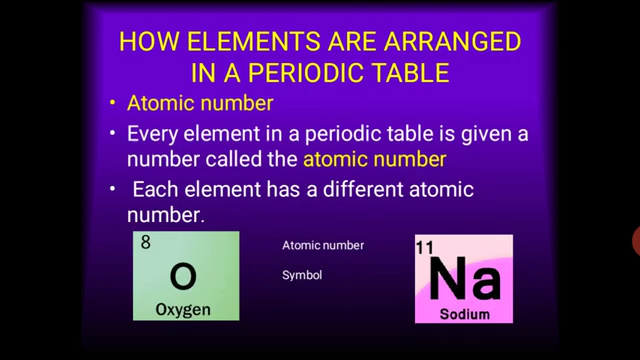 HOW ELEMENTS ARE ARRANGED
IN A PERIODIC TABLE
• Atomic number
• Every element in a periodic table is given a
number called the atomic number
• Each element has a different atomic
number.
8
O
Oxygen
Atomic number
Symbol
11
Na
Sodium